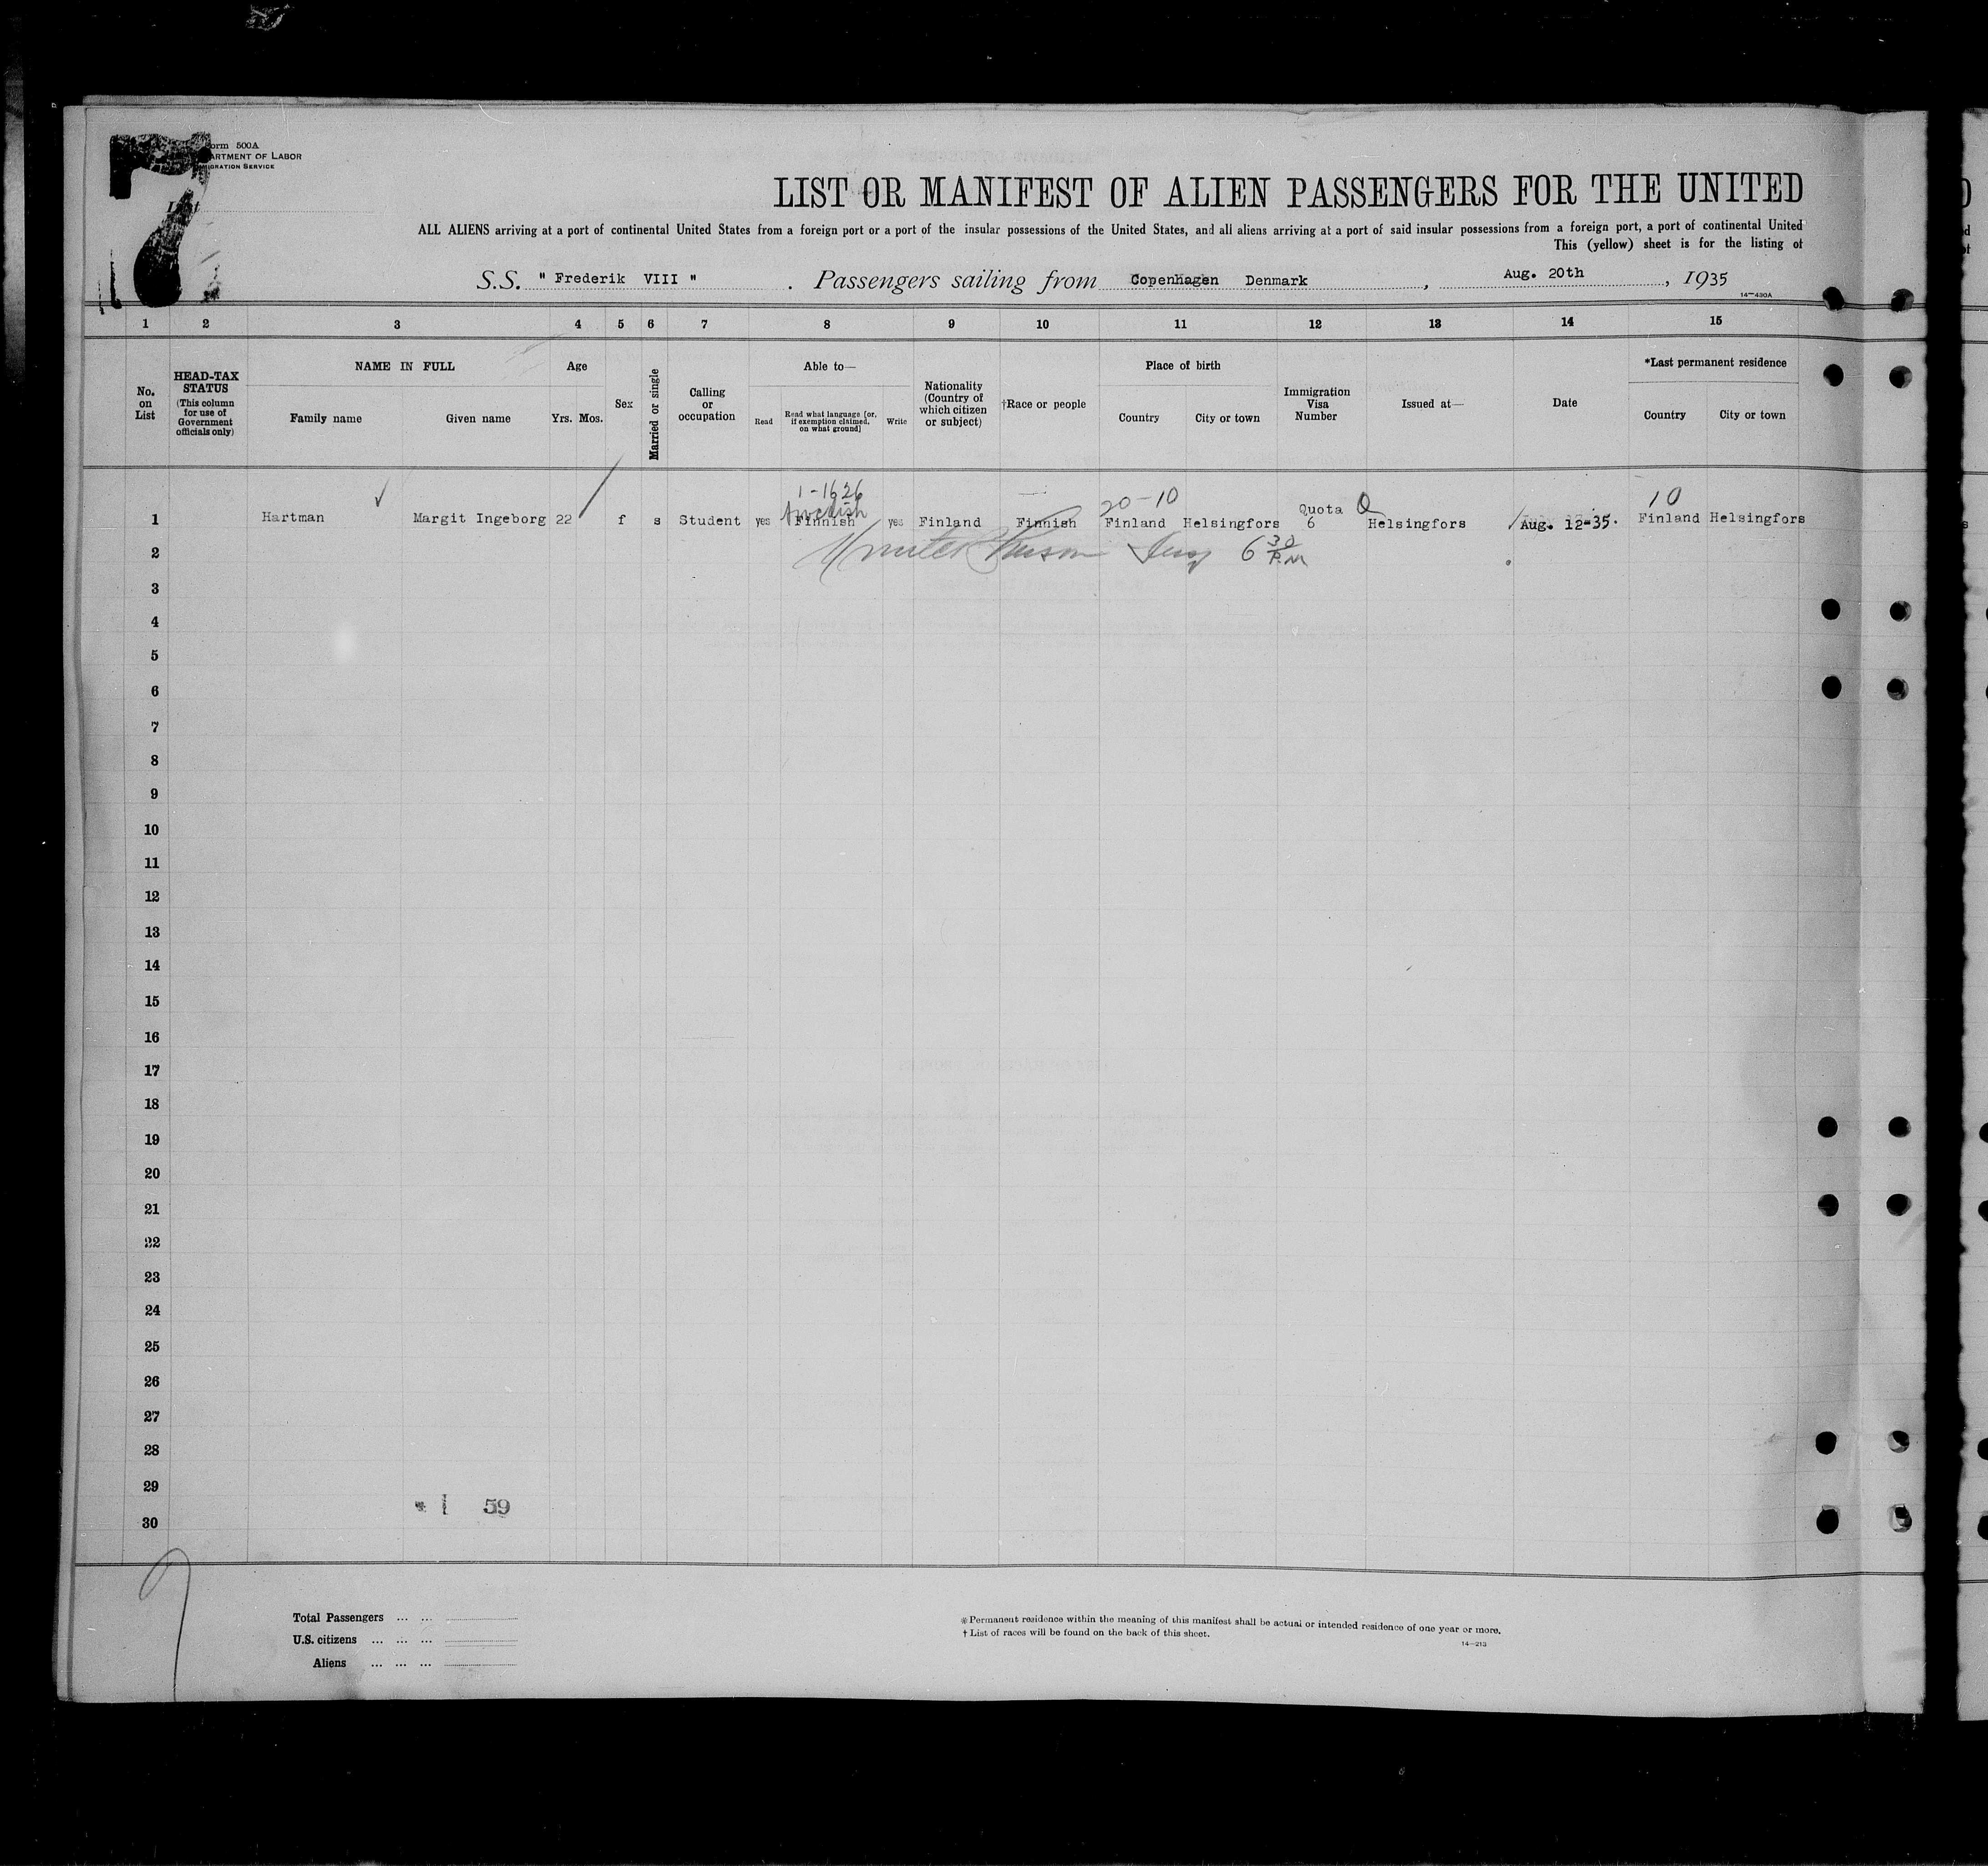 7
orm 500A
ARTMENT OF LABOR
IGRATION SERVICE
List
LIST OR MANIFEST OF ALIEN PASSENGERS FOR THE UNITED
ALL ALIENS arriving at a port of continental United States from a foreign port or a port of the insular possessions of the United States, and all aliens arriving at a port of said insular possessions from a foreign port, a port of continental United
This (yellow) sheet is for the listing of
S.S. " Frederik VIII " . Passengers sailing from Copenhagen Denmark , Aug. 20th , 1935
14—430A
1 2 3 4 5 6 7 8 9 10 11 12 13 14 15
No. on List
HEAD-TAX STATUS (This column for use of Government officials only)
NAME IN FULL
Family name
Given name
Age
Yrs. Mos.
Sex
Married or single
Calling or occupation
Able to—
Read
Read what language [or, if exemption claimed, on what ground]
Write
Nationality (Country of which citizen or subject)
†Race or people
Place of birth
Country
City or town
Immigration Visa Number
Issued at—
Date
*Last permanent residence
Country
City or town
1-1626
Swedish
20-10
Q
10
1 Hartman Margit Ingeborg 22 f s Student yes Finnish yes Finland Finnish Finland Helsingfors Quota 6 Helsingfors Aug. 12-35. Finland Helsingfors
2 6 30 P.M
3
4
5
6
7
8
9
10
11
12
13
14
15
16
17
18
19
20
21
22
23
24
25
26
27
28
29
59
30
Total Passengers ... ...
U.S. citizens ... ... ...
Aliens ... ... ...
*Permanent residence within the meaning of this manifest shall be actual or intended residence of one year or more.
†List of races will be found on the back of this sheet.
14—213